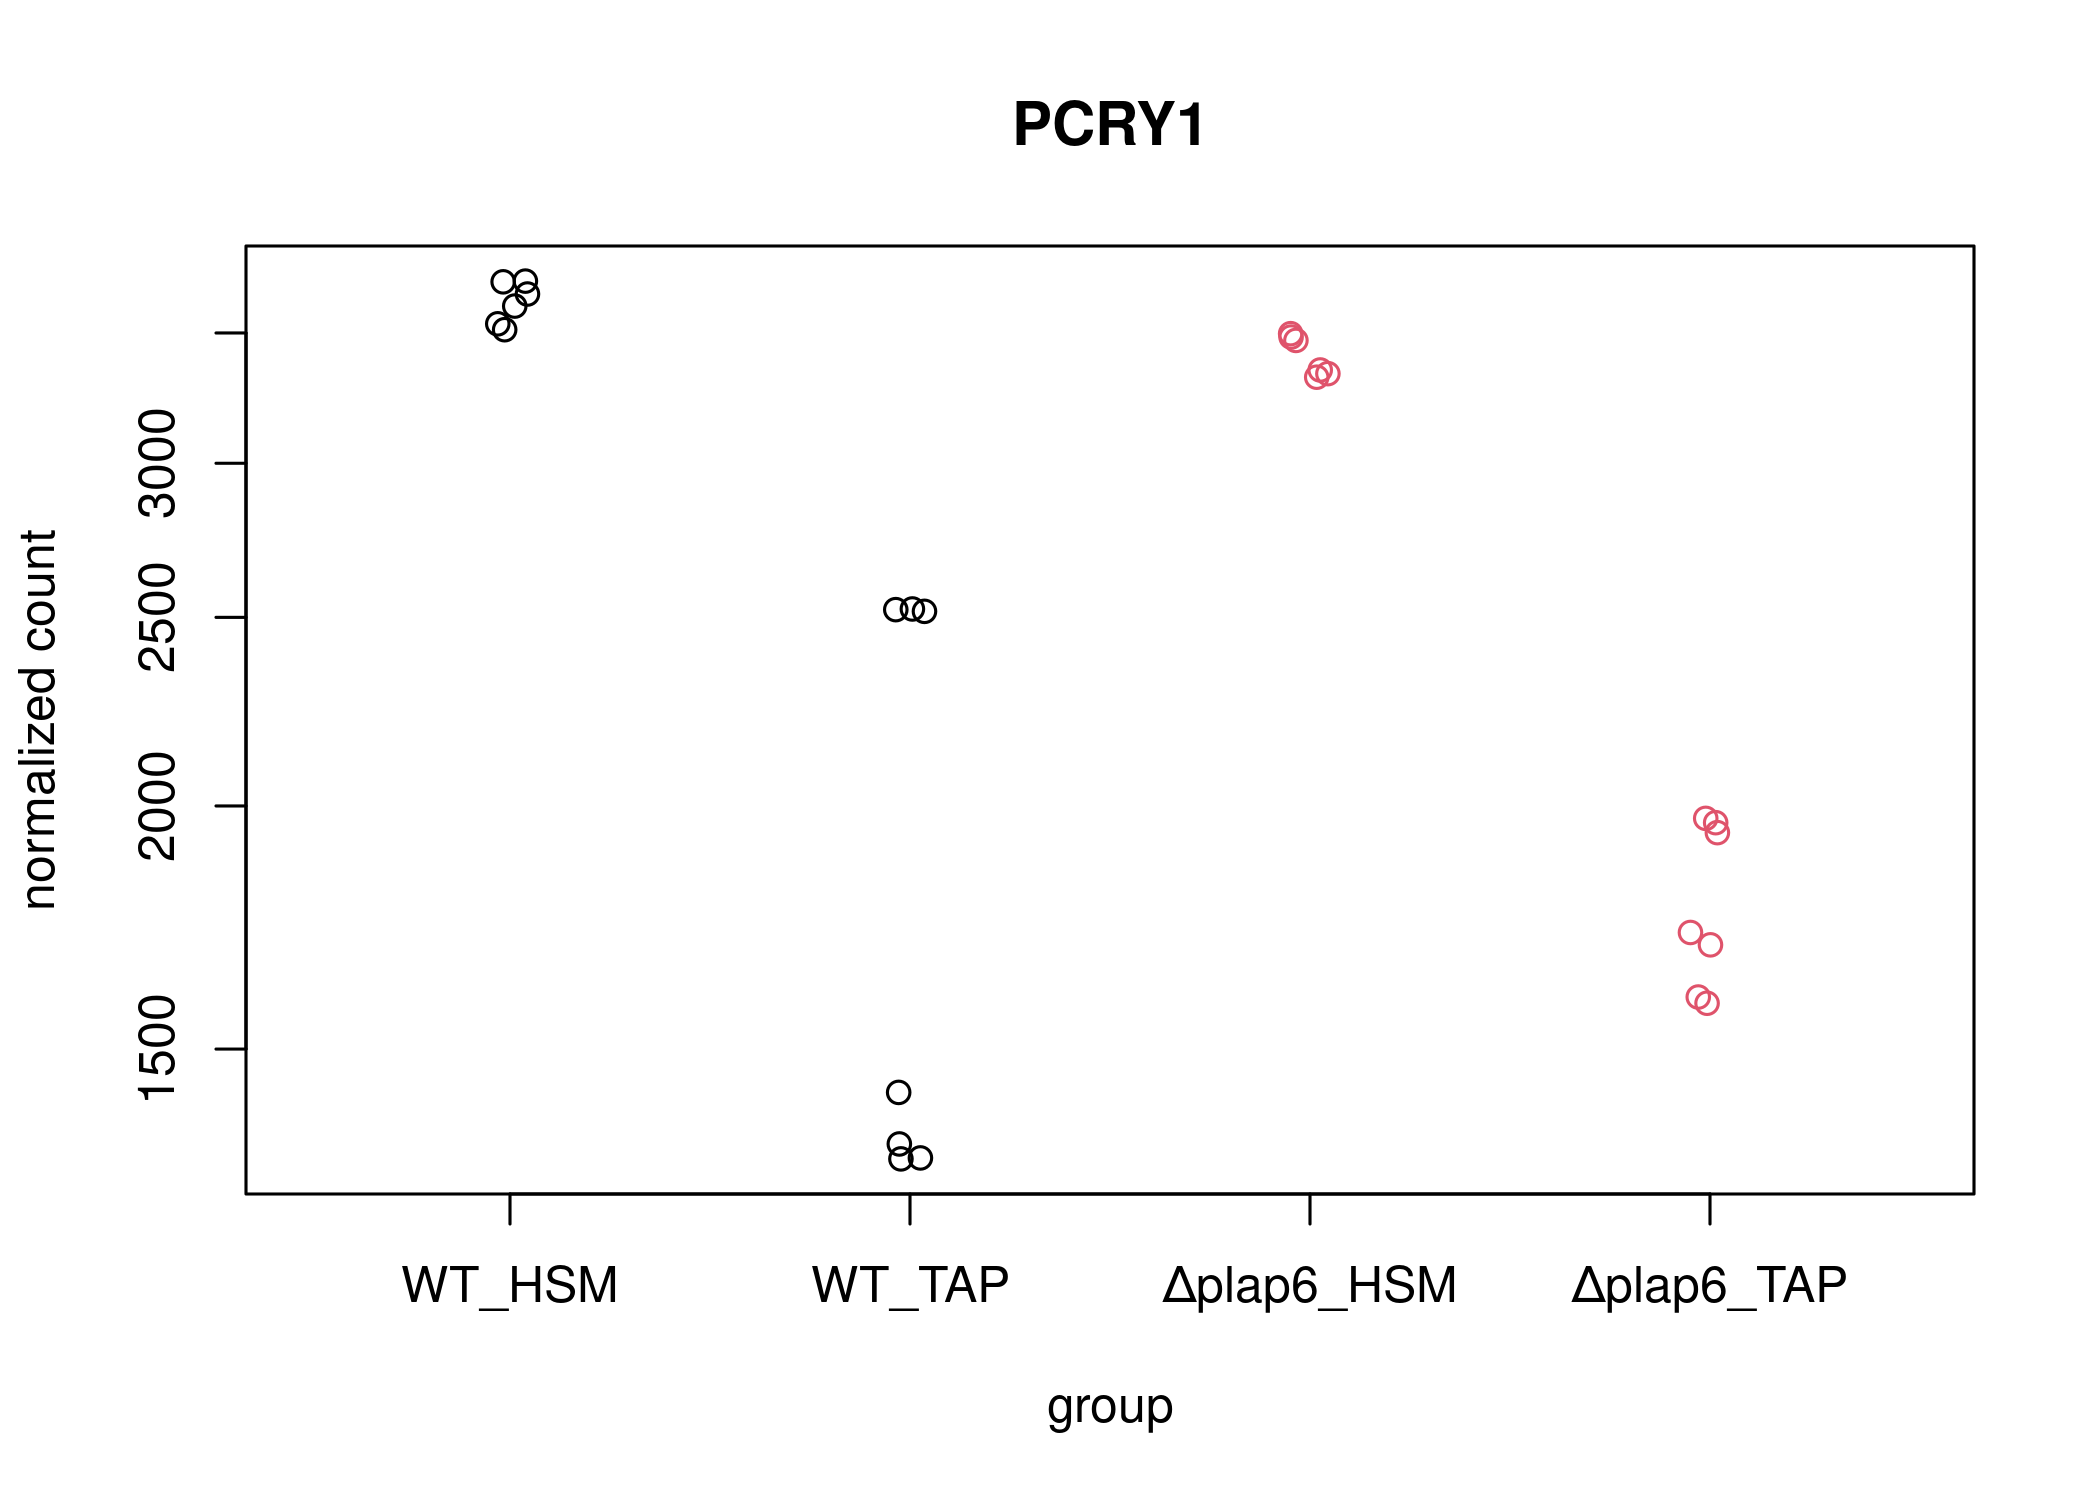 PCRY1
normalized count
3000
2500
2000
1500
WT_HSM WT_TAP Δplap6_HSM Δplap6_TAP
group